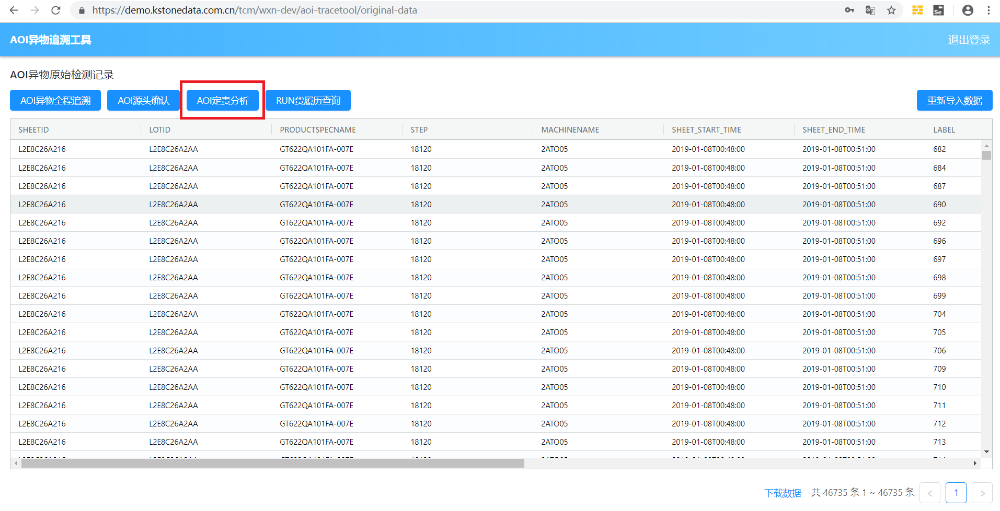 https://demo.kstonedata.com.cn/tcm/wxn-dev/aoi-tracetool/original-data
AOI异物追溯工具 退出登录
AOI异物原始检测记录
AOI异物全程追溯 AOI源头确认 AOI定责分析 RUN货履历查询 重新导入数据
SHEETID LOTID PRODUCTSPECNAME STEP MACHINENAME SHEET_START_TIME SHEET_END_TIME LABEL
L2E8C26A216 L2E8C26A2AA GT622QA101FA-007E 18120 2ATO05 2019-01-08T00:48:00 2019-01-08T00:51:00 682
L2E8C26A216 L2E8C26A2AA GT622QA101FA-007E 18120 2ATO05 2019-01-08T00:48:00 2019-01-08T00:51:00 684
L2E8C26A216 L2E8C26A2AA GT622QA101FA-007E 18120 2ATO05 2019-01-08T00:48:00 2019-01-08T00:51:00 687
L2E8C26A216 L2E8C26A2AA GT622QA101FA-007E 18120 2ATO05 2019-01-08T00:48:00 2019-01-08T00:51:00 690
L2E8C26A216 L2E8C26A2AA GT622QA101FA-007E 18120 2ATO05 2019-01-08T00:48:00 2019-01-08T00:51:00 692
L2E8C26A216 L2E8C26A2AA GT622QA101FA-007E 18120 2ATO05 2019-01-08T00:48:00 2019-01-08T00:51:00 696
L2E8C26A216 L2E8C26A2AA GT622QA101FA-007E 18120 2ATO05 2019-01-08T00:48:00 2019-01-08T00:51:00 697
L2E8C26A216 L2E8C26A2AA GT622QA101FA-007E 18120 2ATO05 2019-01-08T00:48:00 2019-01-08T00:51:00 698
L2E8C26A216 L2E8C26A2AA GT622QA101FA-007E 18120 2ATO05 2019-01-08T00:48:00 2019-01-08T00:51:00 699
L2E8C26A216 L2E8C26A2AA GT622QA101FA-007E 18120 2ATO05 2019-01-08T00:48:00 2019-01-08T00:51:00 704
L2E8C26A216 L2E8C26A2AA GT622QA101FA-007E 18120 2ATO05 2019-01-08T00:48:00 2019-01-08T00:51:00 705
L2E8C26A216 L2E8C26A2AA GT622QA101FA-007E 18120 2ATO05 2019-01-08T00:48:00 2019-01-08T00:51:00 706
L2E8C26A216 L2E8C26A2AA GT622QA101FA-007E 18120 2ATO05 2019-01-08T00:48:00 2019-01-08T00:51:00 709
L2E8C26A216 L2E8C26A2AA GT622QA101FA-007E 18120 2ATO05 2019-01-08T00:48:00 2019-01-08T00:51:00 710
L2E8C26A216 L2E8C26A2AA GT622QA101FA-007E 18120 2ATO05 2019-01-08T00:48:00 2019-01-08T00:51:00 711
L2E8C26A216 L2E8C26A2AA GT622QA101FA-007E 18120 2ATO05 2019-01-08T00:48:00 2019-01-08T00:51:00 712
L2E8C26A216 L2E8C26A2AA GT622QA101FA-007E 18120 2ATO05 2019-01-08T00:48:00 2019-01-08T00:51:00 713
下载数据 共 46735 条 1 ~ 46735 条 < 1 >